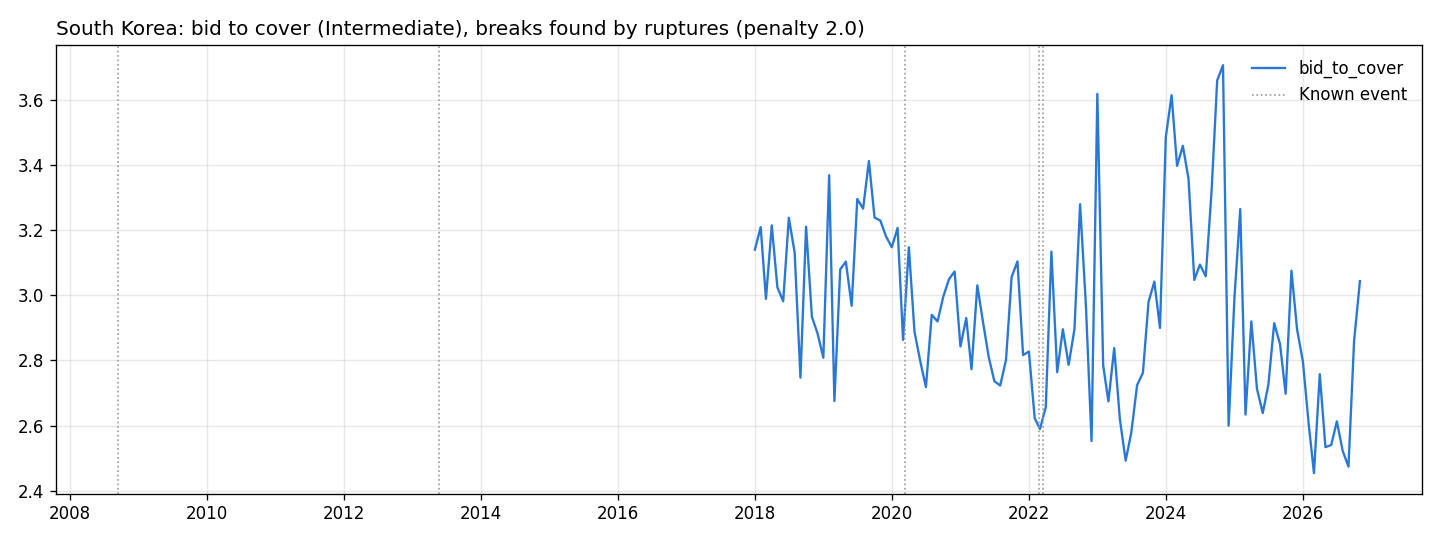 South Korea: bid to cover (Intermediate), breaks found by ruptures (penalty 2.0)
bid_to_cover
Known event
3.6
3.4
3.2
3.0
2.8
2.6
2.4
2008 2010 2012 2014 2016 2018 2020 2022 2024 2026